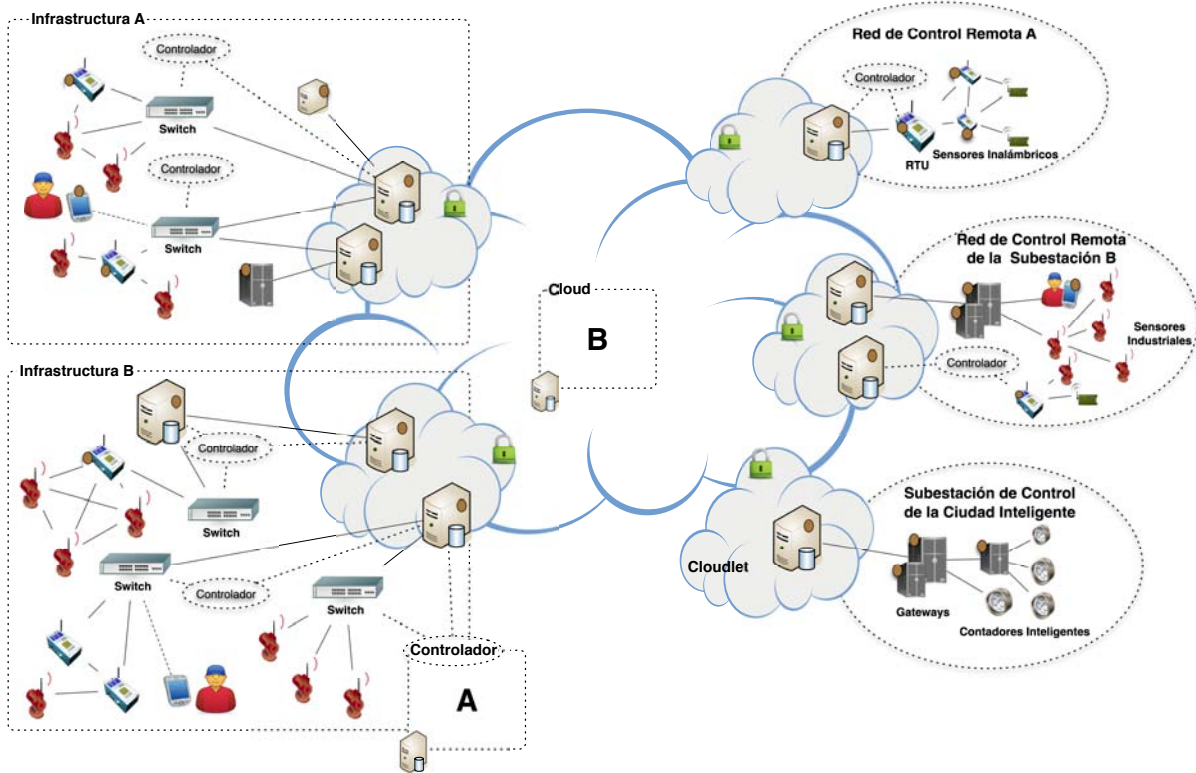 Infrastructura A
Controlador
Switch
Controlador
Switch
Red de Control Remota A
Controlador
RTU
Sensores Inalámbricos
Cloud
B
Red de Control Remota
de la Subestación B
Sensores
Industriales
Controlador
Infrastructura B
Controlador
Switch
Switch
Controlador
Switch
Controlador
A
Subestación de Control
de la Ciudad Inteligente
Cloudlet
Gateways
Contadores Inteligentes